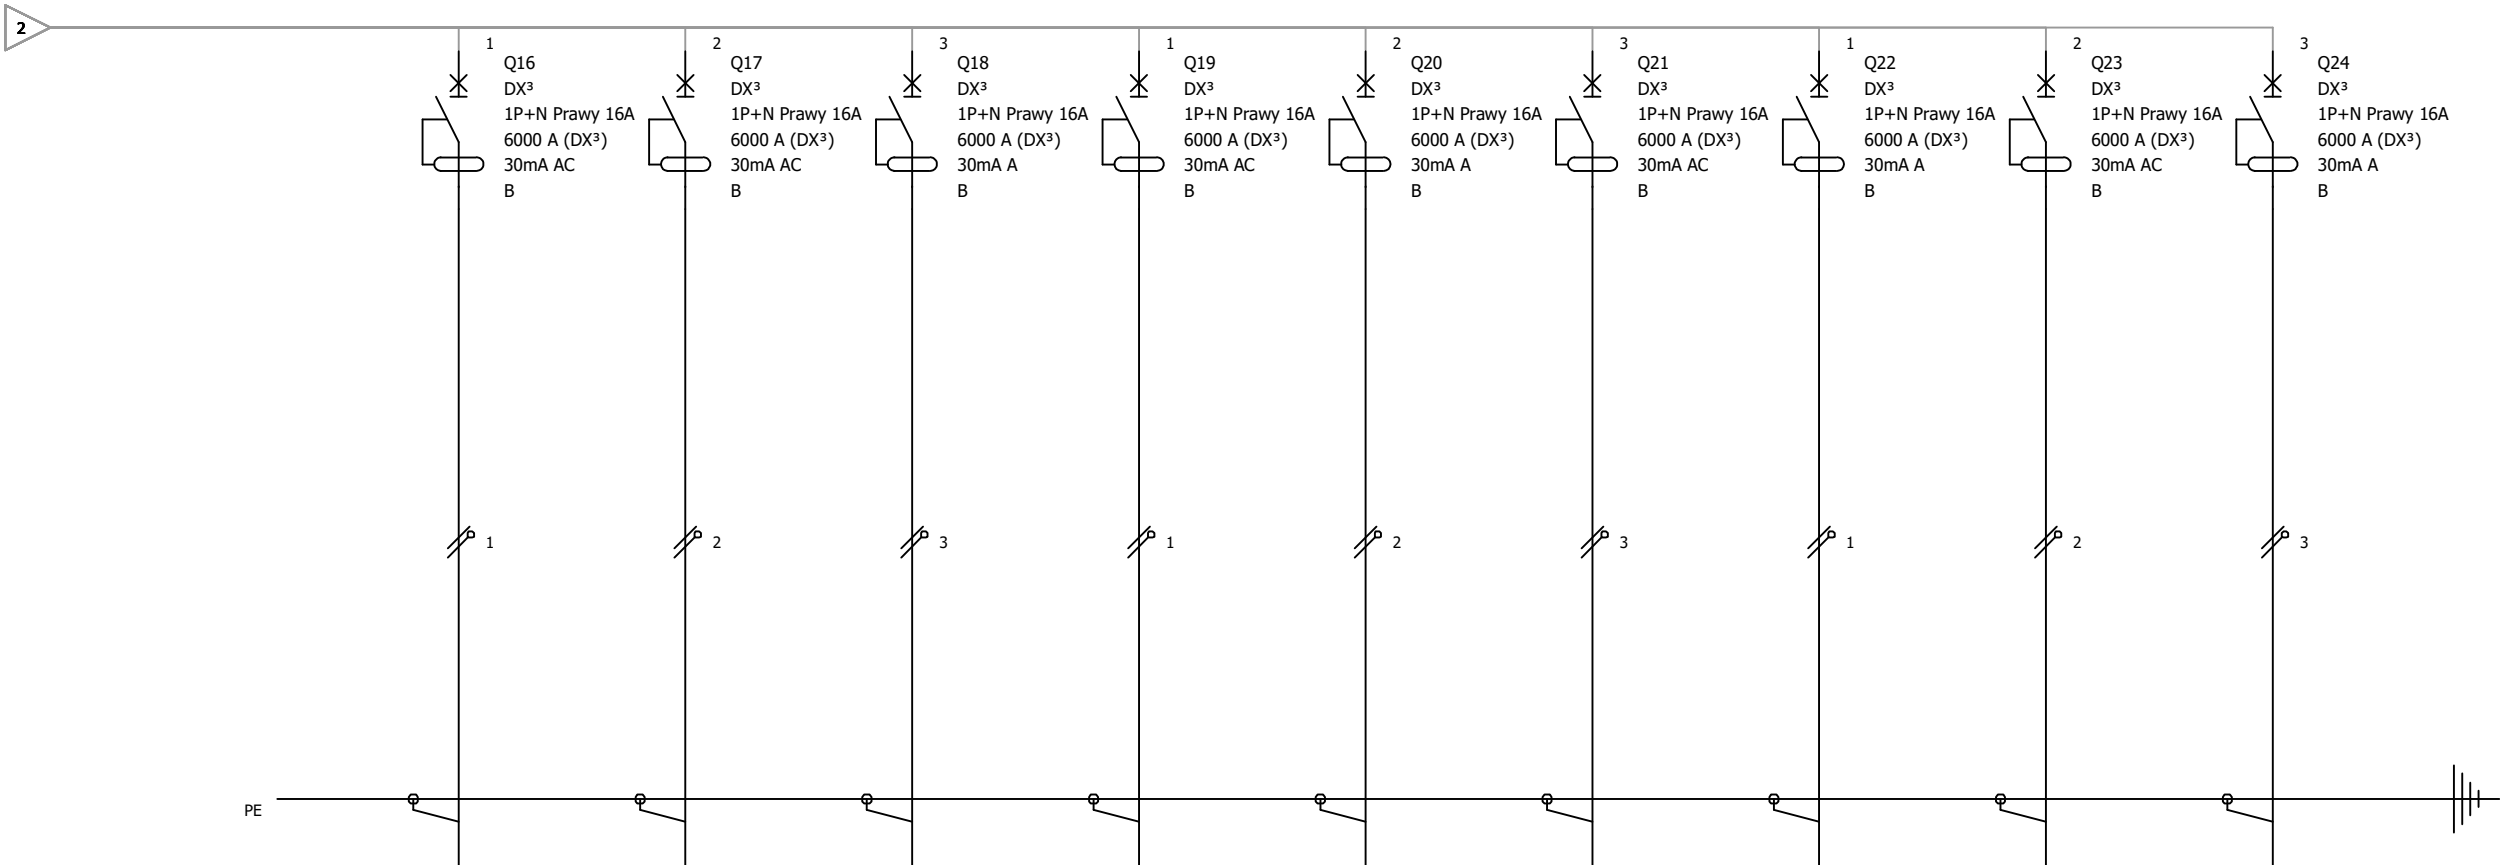 2
1
Q16
DX³
1P+N Prawy 16A
6000 A (DX³)
30mA AC
B
2
Q17
DX³
1P+N Prawy 16A
6000 A (DX³)
30mA AC
B
3
Q18
DX³
1P+N Prawy 16A
6000 A (DX³)
30mA A
B
1
Q19
DX³
1P+N Prawy 16A
6000 A (DX³)
30mA AC
B
2
Q20
DX³
1P+N Prawy 16A
6000 A (DX³)
30mA A
B
3
Q21
DX³
1P+N Prawy 16A
6000 A (DX³)
30mA AC
B
1
Q22
DX³
1P+N Prawy 16A
6000 A (DX³)
30mA A
B
2
Q23
DX³
1P+N Prawy 16A
6000 A (DX³)
30mA AC
B
3
Q24
DX³
1P+N Prawy 16A
6000 A (DX³)
30mA A
B
1
2
3
1
2
3
1
2
3
PE